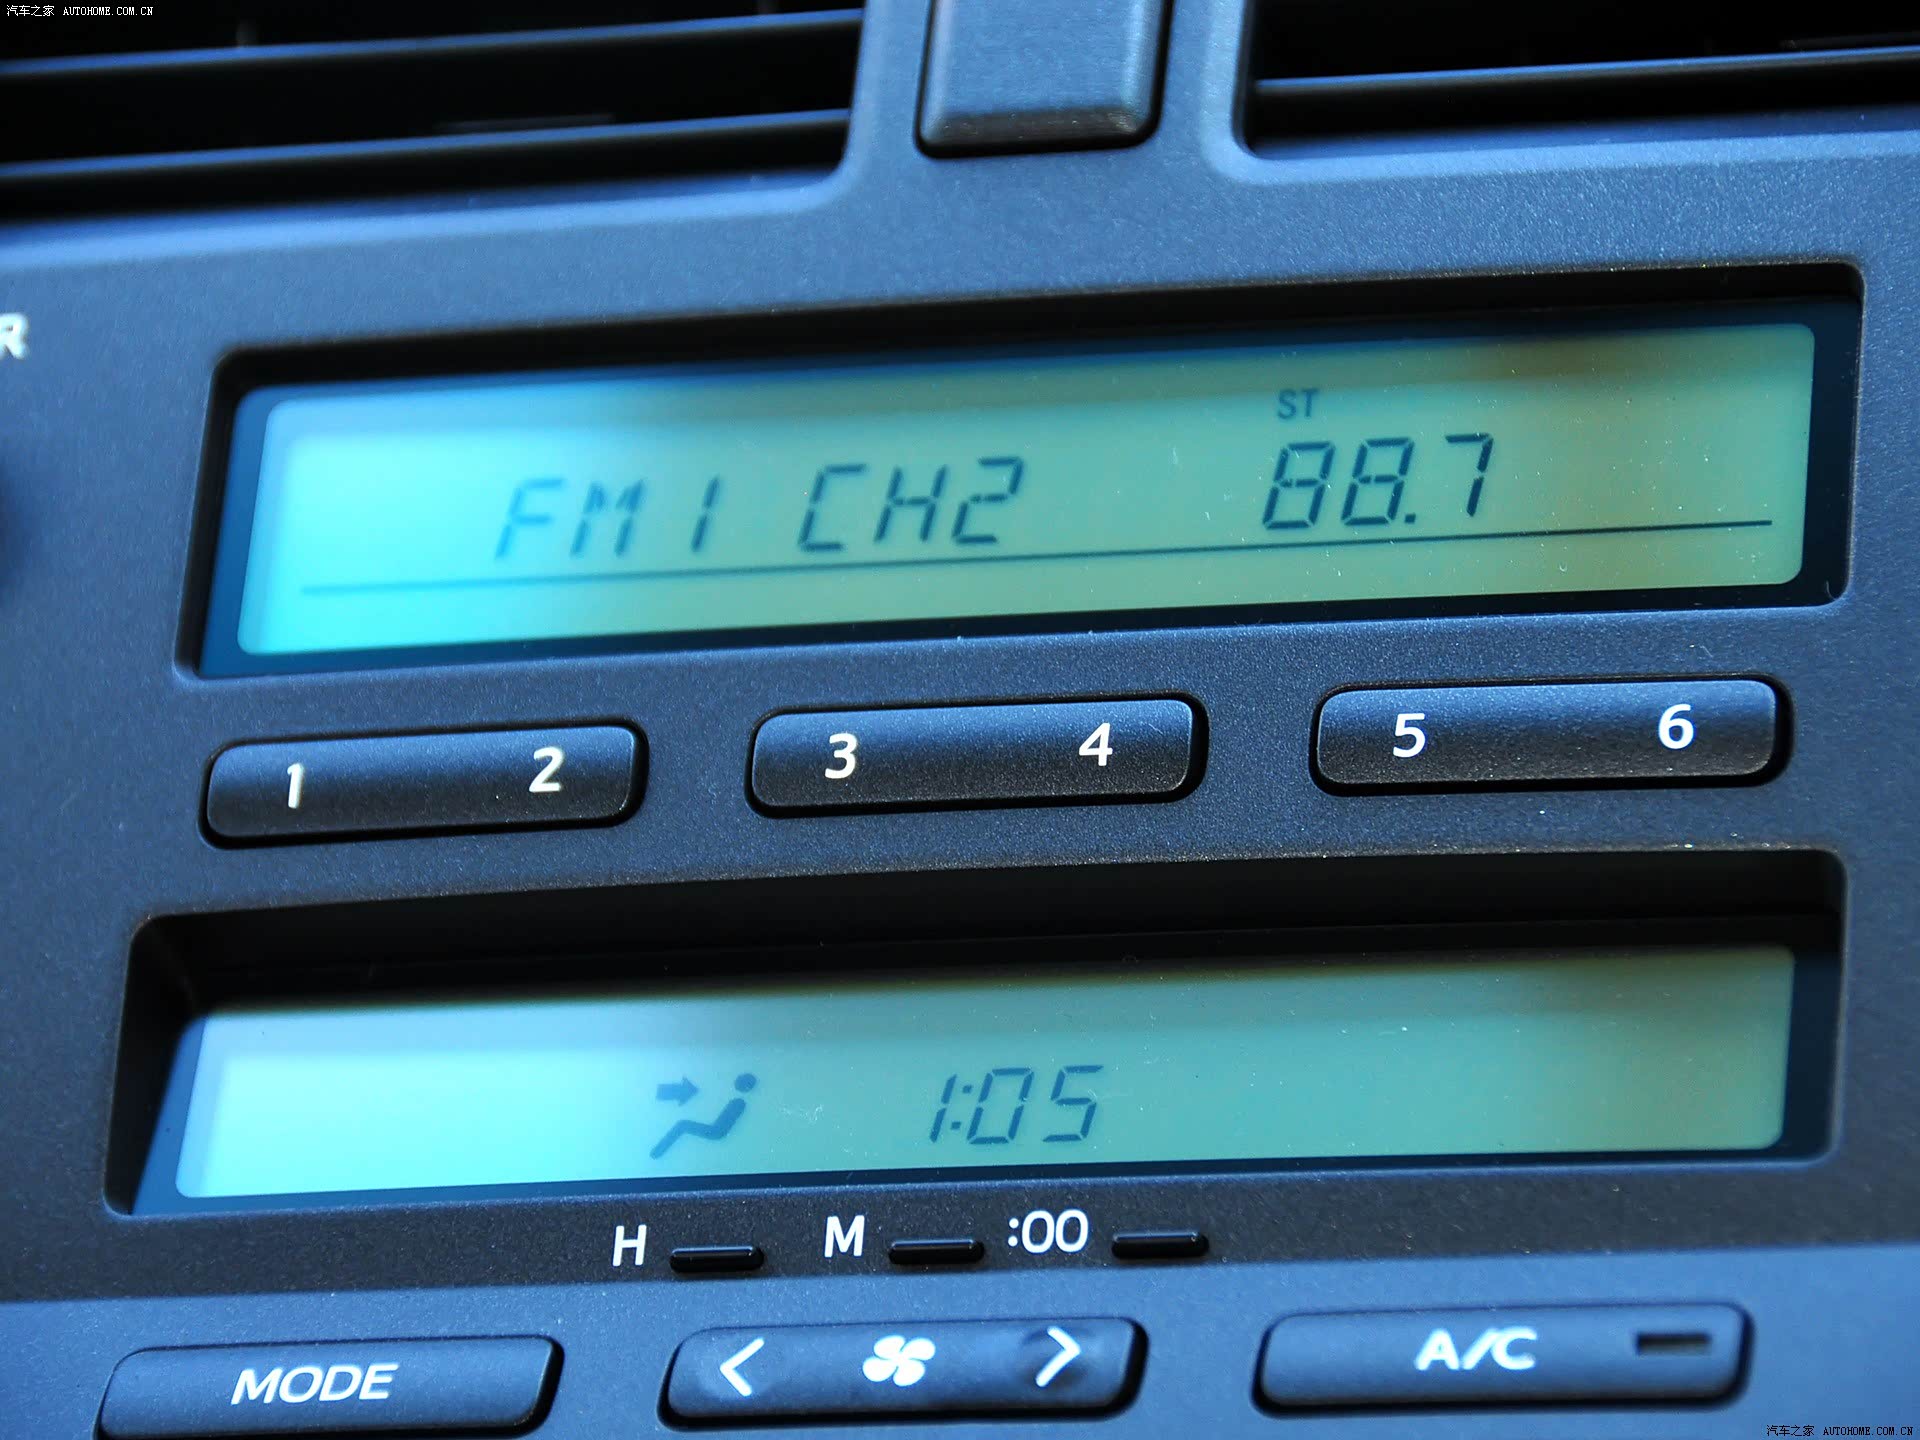 汽车之家 AUTOHOME.COM.CN
R
ST
FM1 CH2 88.7
1 2 3 4 5 6
1:05
H M :00
MODE < > A/C
汽车之家 AUTOHOME.COM.CN